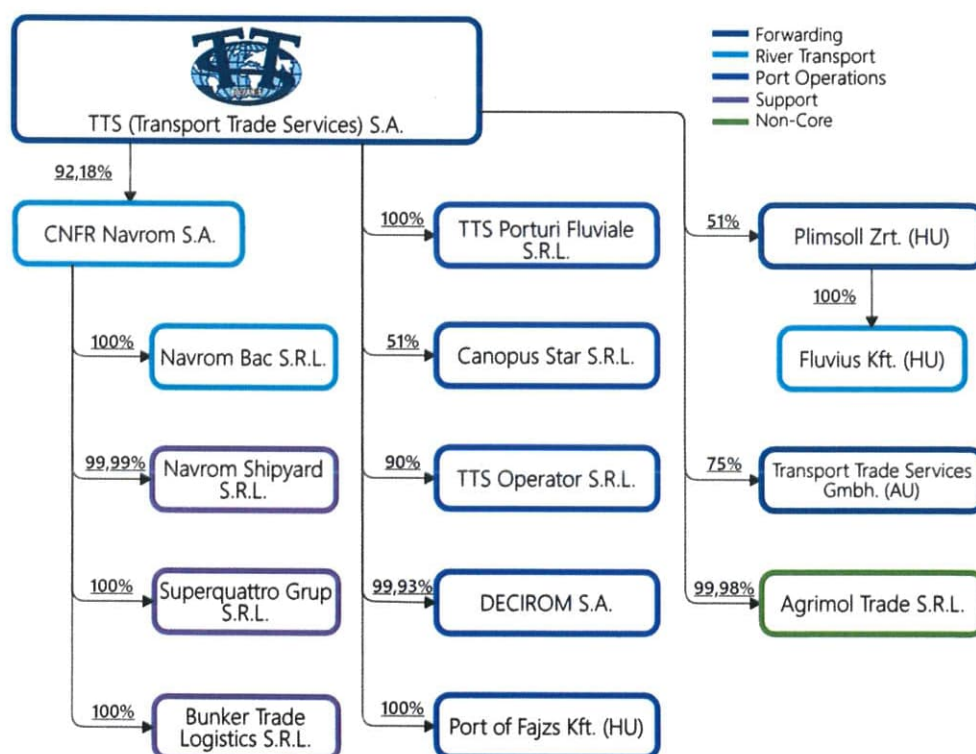 TTS
TTS (Transport Trade Services) S.A.
Forwarding
River Transport
Port Operations
Support
Non-Core
92,18%
CNFR Navrom S.A.
100%
Navrom Bac S.R.L.
99,99%
Navrom Shipyard
S.R.L.
100%
Superquattro Grup
S.R.L.
100%
Bunker Trade
Logistics S.R.L.
100%
TTS Porturi Fluviale
S.R.L.
51%
Canopus Star S.R.L.
90%
TTS Operator S.R.L.
99,93%
DECIROM S.A.
100%
Port of Fajzs Kft. (HU)
51%
Plimsoll Zrt. (HU)
100%
Fluvius Kft. (HU)
75%
Transport Trade Services
Gmbh. (AU)
99,98%
Agrimol Trade S.R.L.